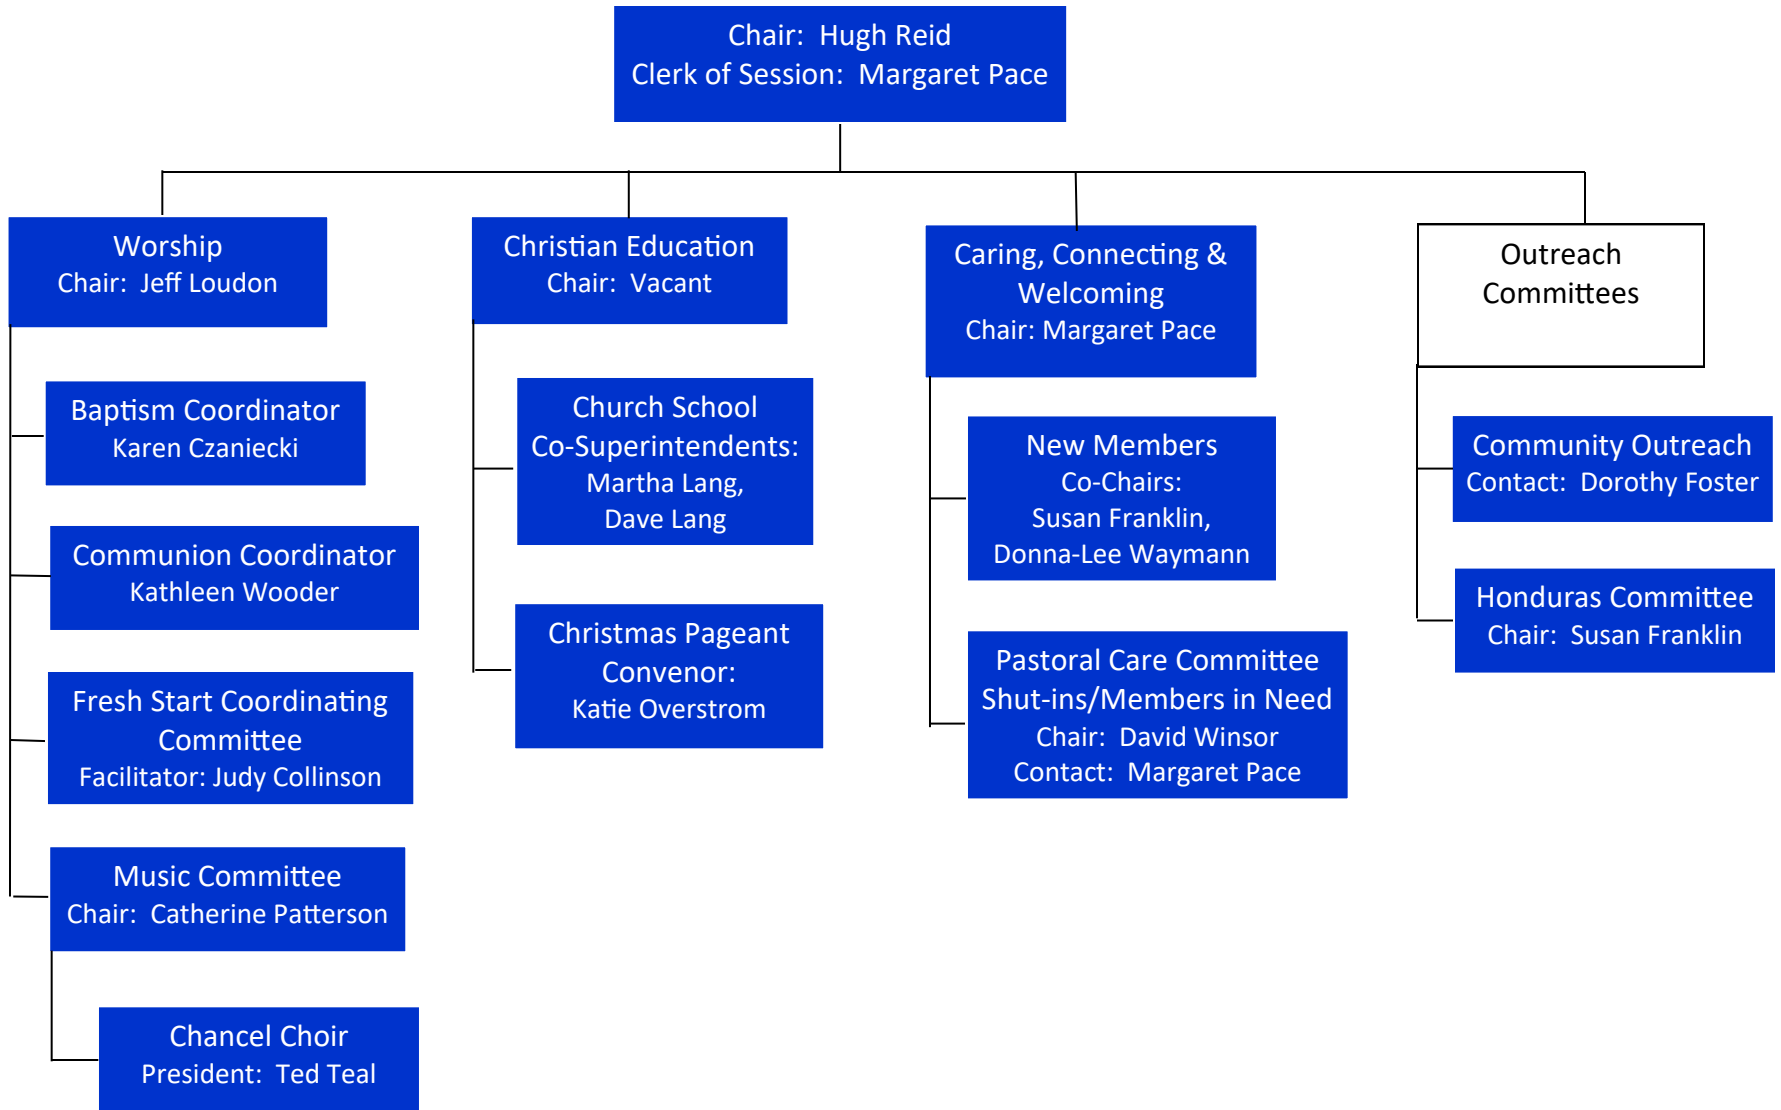 Chair:  Hugh Reid
Clerk of Session:  Margaret Pace
Worship
Chair:  Jeff Loudon
Baptism Coordinator
Karen Czaniecki
Communion Coordinator
Kathleen Wooder
Fresh Start Coordinating
Committee
Facilitator: Judy Collinson
Music Committee
Chair:  Catherine Patterson
Chancel Choir
President:  Ted Teal
Christian Education
Chair:  Vacant
Church School
Co-Superintendents:
Martha Lang,
Dave Lang
Christmas Pageant
Convenor:
Katie Overstrom
Caring, Connecting &
Welcoming
Chair: Margaret Pace
New Members
Co-Chairs:
Susan Franklin,
Donna-Lee Waymann
Pastoral Care Committee
Shut-ins/Members in Need
Chair:  David Winsor
Contact:  Margaret Pace
Outreach
Committees
Community Outreach
Contact:  Dorothy Foster
Honduras Committee
Chair:  Susan Franklin